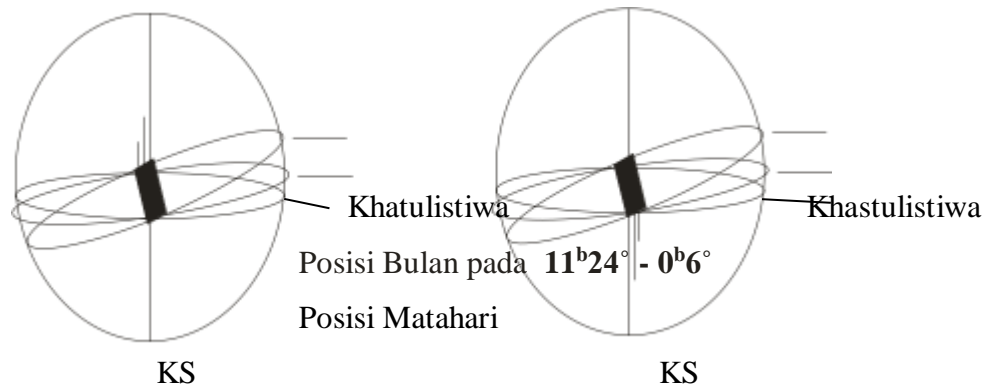 Khatulistiwa
Khastulistiwa
Posisi Bulan pada 11ᵇ24° - 0ᵇ6°
Posisi Matahari
KS
KS